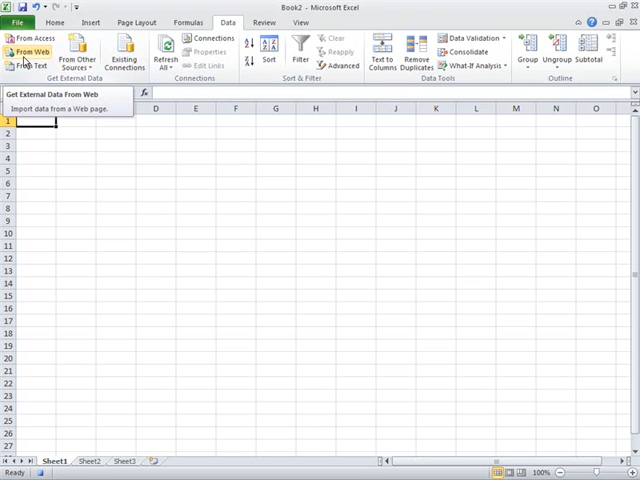 Book2 - Microsoft Excel
File Home Insert Page Layout Formulas Data Review View
From Access
From Web
From Text
From Other Sources
Existing Connections
Get External Data
Refresh All
Connections
Properties
Edit Links
Connections
Sort
Filter
Clear
Reapply
Advanced
Sort & Filter
Text to Columns
Remove Duplicates
Data Validation
Consolidate
What-If Analysis
Data Tools
Group
Ungroup
Subtotal
Outline
Get External Data From Web
Import data from a Web page.
fx
D E F G H I J K L M N O
1
2
3
4
5
6
7
8
9
10
11
12
13
14
15
16
17
18
19
20
21
22
23
24
25
26
27
Sheet1 Sheet2 Sheet3
Ready 100%